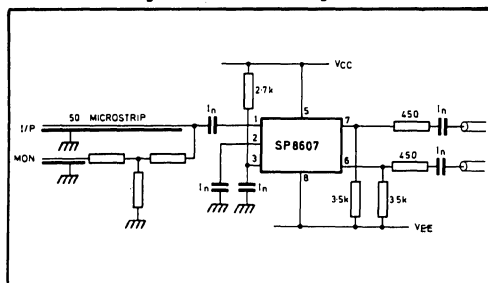 VCC
2·7k
50 MICROSTRIP
1n
I/P
MON
1
2
3
5
7
6
8
SP8607
450
1n
450
1n
1n
1n
3·5k
3·5k
VEE